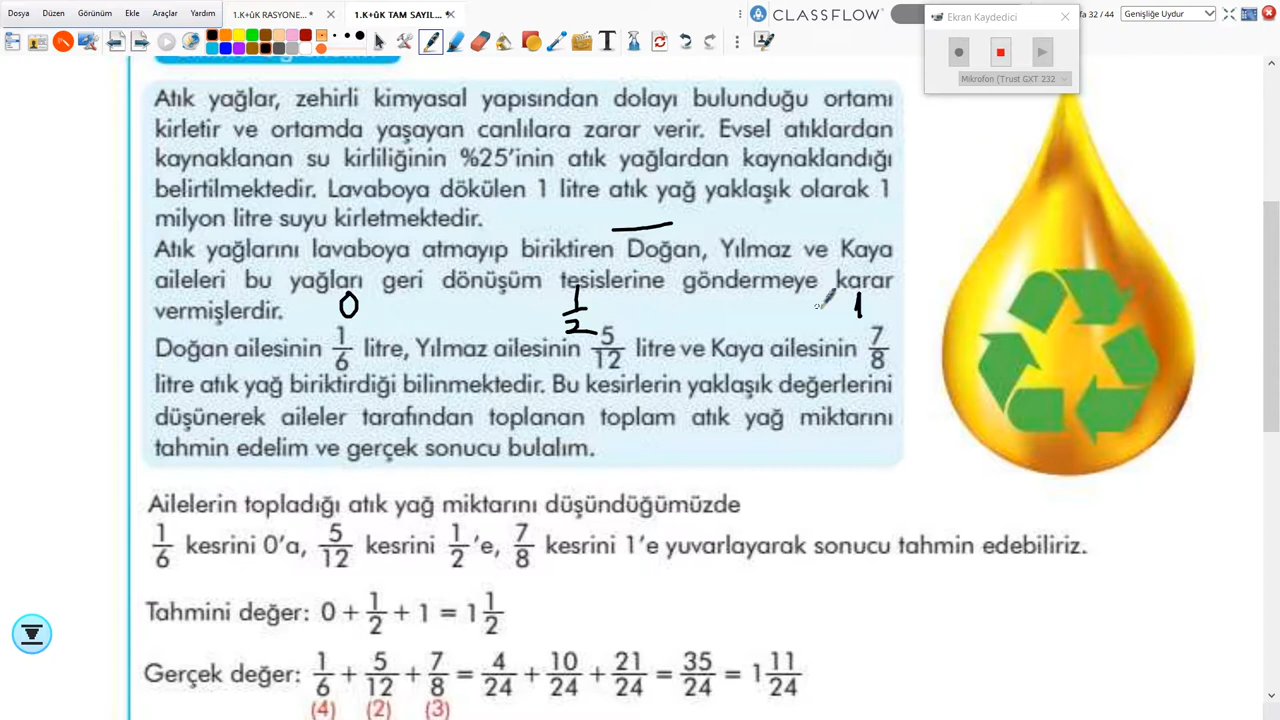 Dosya Düzen Görünüm Ekle Araçlar Yardım
1.K+ûK RASYONE... *
1.K+ûK TAM SAYIL... *
CLASSFLOW
32 / 44
Genişliğe Uydur
Ekran Kaydedici
Mikrofon (Trust GXT 232
Atık yağlar, zehirli kimyasal yapısından dolayı bulunduğu ortamı
kirletir ve ortamda yaşayan canlılara zarar verir. Evsel atıklardan
kaynaklanan su kirliliğinin %25'inin atık yağlardan kaynaklandığı
belirtilmektedir. Lavaboya dökülen 1 litre atık yağ yaklaşık olarak 1
milyon litre suyu kirletmektedir.
Atık yağlarını lavaboya atmayıp biriktiren Doğan, Yılmaz ve Kaya
aileleri bu yağları geri dönüşüm tesislerine göndermeye karar
vermişlerdir.
0 1/2 1
Doğan ailesinin 1/6 litre, Yılmaz ailesinin 5/12 litre ve Kaya ailesinin 7/8
litre atık yağ biriktirdiği bilinmektedir. Bu kesirlerin yaklaşık değerlerini
düşünerek aileler tarafından toplanan toplam atık yağ miktarını
tahmin edelim ve gerçek sonucu bulalım.
Ailelerin topladığı atık yağ miktarını düşündüğümüzde
1/6 kesrini 0'a, 5/12 kesrini 1/2'e, 7/8 kesrini 1'e yuvarlayarak sonucu tahmin edebiliriz.
Tahmini değer: 0 + 1/2 + 1 = 1 1/2
Gerçek değer: 1/6 + 5/12 + 7/8 = 4/24 + 10/24 + 21/24 = 35/24 = 1 11/24
(4) (2) (3)